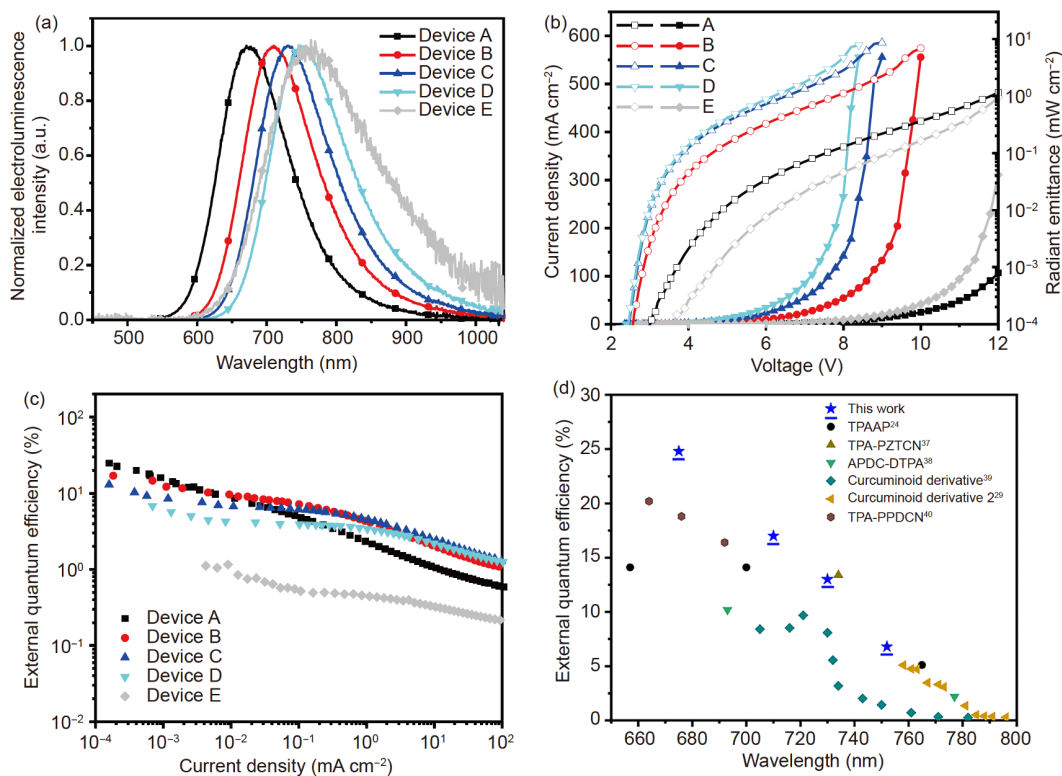 (a)
Normalized electroluminescence
intensity (a.u.)
1.0
0.8
0.6
0.4
0.2
0.0
500 600 700 800 900 1000
Wavelength (nm)
Device A
Device B
Device C
Device D
Device E
(b)
Current density (mA cm⁻²)
600
550
500
450
400
350
300
250
200
150
100
50
0
2 4 6 8 10 12
Voltage (V)
A
B
C
D
E
10¹
10⁰
10⁻¹
10⁻²
10⁻³
10⁻⁴
Radiant emittance (mW cm⁻²)
(c)
External quantum efficiency (%)
10²
10¹
10⁰
10⁻¹
10⁻²
10⁻⁴ 10⁻³ 10⁻² 10⁻¹ 10⁰ 10¹ 10²
Current density (mA cm⁻²)
Device A
Device B
Device C
Device D
Device E
(d)
External quantum efficiency (%)
30
25
20
15
10
5
0
660 680 700 720 740 760 780 800
Wavelength (nm)
This work
TPAAP²⁴
TPA-PZTCN³⁷
APDC-DTPA³⁸
Curcuminoid derivative³⁹
Curcuminoid derivative 2²⁹
TPA-PPDCN⁴⁰